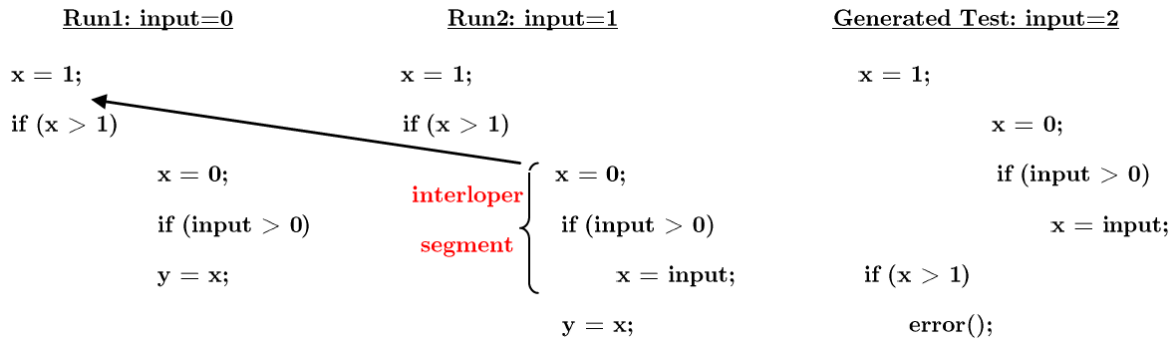 Run1: input=0
x = 1;
if (x > 1)
x = 0;
if (input > 0)
y = x;
Run2: input=1
x = 1;
if (x > 1)
interloper
segment
x = 0;
if (input > 0)
x = input;
y = x;
Generated Test: input=2
x = 1;
x = 0;
if (input > 0)
x = input;
if (x > 1)
error();